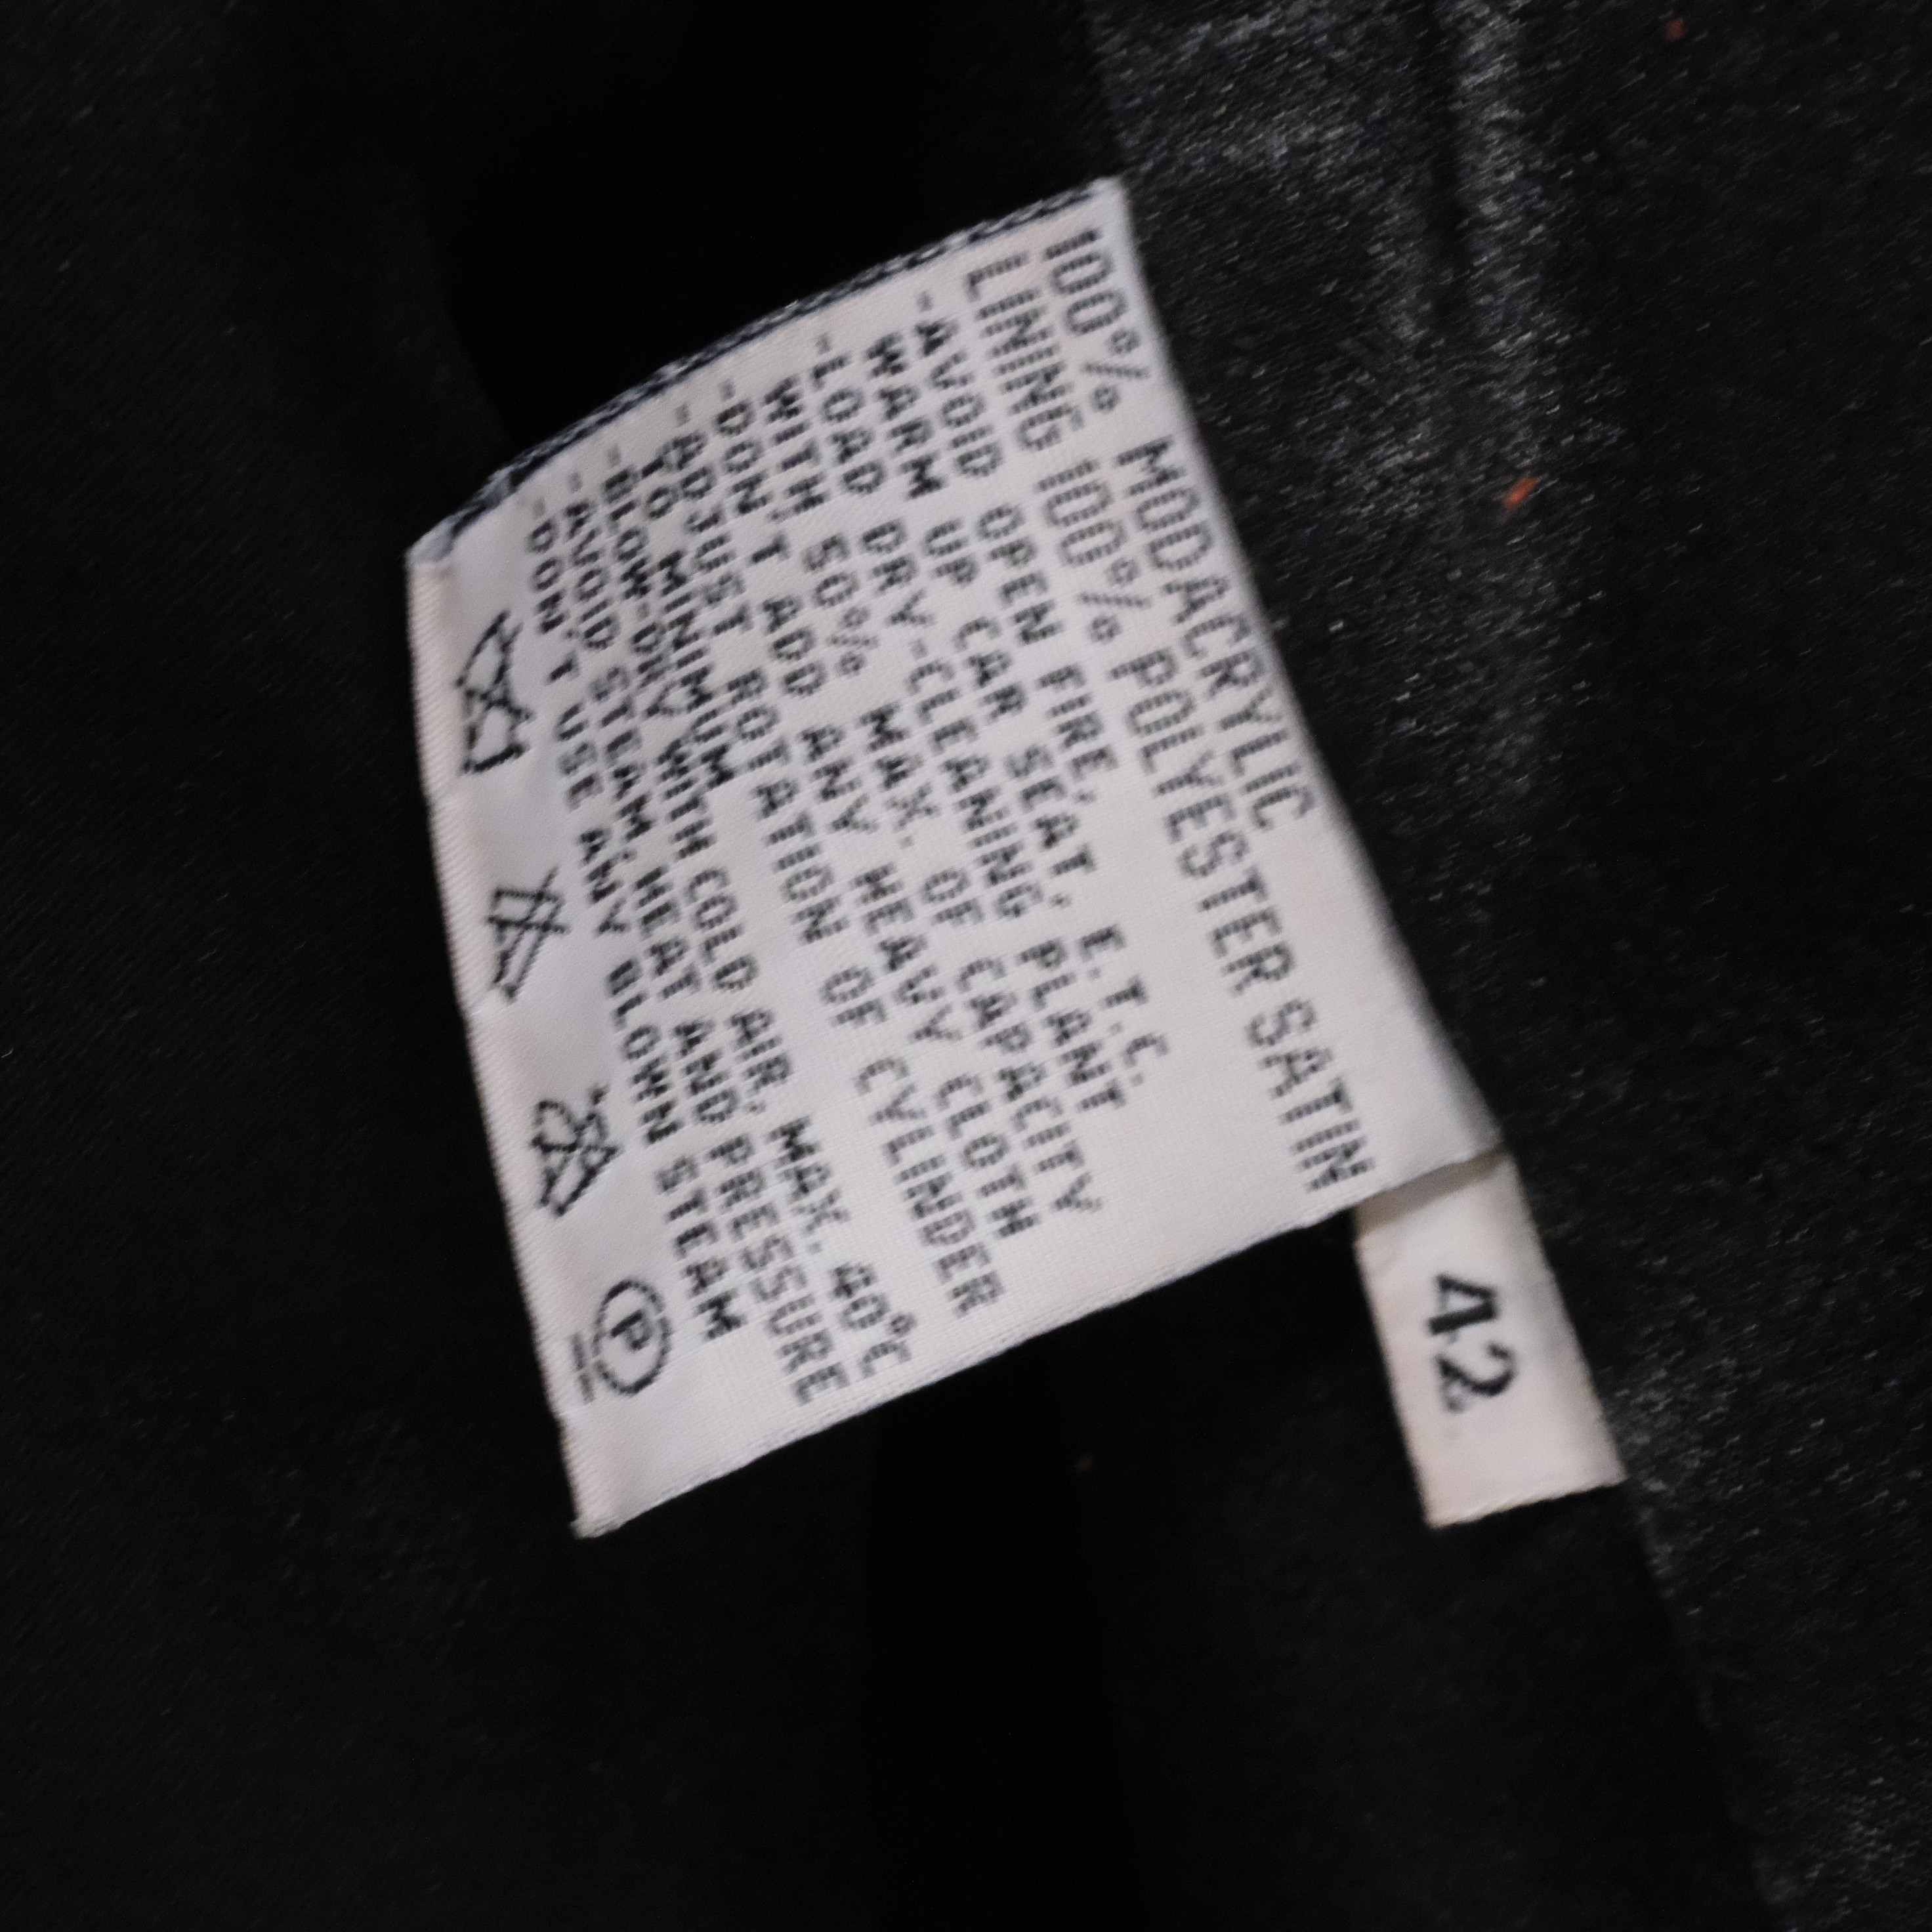 100% MODACRYLIC
LINING 100% POLYESTER SATIN
-AVOID OPEN FIRE,
WARM UP CAR SEAT, E.T.C.
-LOAD DRY-CLEANING PLANT
WITH 50% MAX. OF CAPACITY
-DON'T ADD ANY HEAVY CLOTH
-ADJUST ROTATION OF CYLINDER
TO MINIMUM
-BLOW-DRY WITH COLD AIR, MAX. 40°C
-AVOID STEAM, HEAT AND PRESSURE
-DON'T USE ANY BLOWN STEAM
P
42